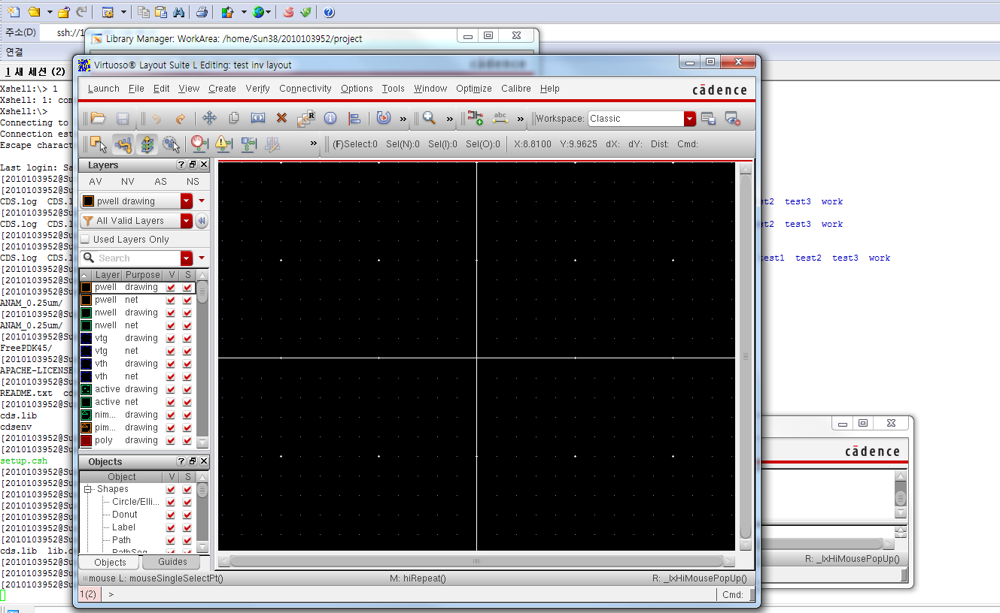 주소(D) ssh://1
Library Manager: WorkArea: /home/Sun38/2010103952/project
연결
Virtuoso® Layout Suite L Editing: test inv layout
1 새 세션 (2)
Launch File Edit View Create Verify Connectivity Options Tools Window Optimize Calibre Help
cādence
Xshell:\> 1
Xshell: 1: com
Xshell:\>
Connecting to
Connection est
Escape charact
Workspace: Classic
(F)Select:0 Sel(N):0 Sel(I):0 Sel(O):0 X:8.8100 Y:9.9625 dX: dY: Dist: Cmd:
Last login: Sa
[2010103952@Su
[2010103952@Su
CDS.log CDS.l
st2 test3 work
[2010103952@Su
CDS.log CDS.l
st2 test3 work
[2010103952@Su
[2010103952@Su
CDS.log CDS.l
test1 test2 test3 work
[2010103952@Su
[2010103952@Su
[2010103952@Su
ANAM_0.25um/
[2010103952@Su
ANAM_0.25um/
[2010103952@Su
FreePDK45/
[2010103952@Su
APACHE-LICENSE
[2010103952@Su
README.txt cd
[2010103952@Su
cds.lib
cdsenv
[2010103952@Su
[2010103952@Su
setup.csh
[2010103952@Su
[2010103952@Su
[2010103952@Su
[2010103952@Su
[2010103952@Su
[2010103952@Su
[2010103952@Su
cds.lib lib.d
[2010103952@Su
[2010103952@Su
[2010103952@Su
Layers
AV NV AS NS
pwell drawing
All Valid Layers
Used Layers Only
Search
Layer Purpose V S
pwell drawing
pwell net
nwell drawing
nwell net
vtg drawing
vtg net
vth drawing
vth net
active drawing
active net
nim... drawing
pim... drawing
poly drawing
Objects
Object V S
Shapes
Circle/Elli...
Donut
Label
Path
PathSeg
Objects Guides
mouse L: mouseSingleSelectPt() M: hiRepeat() R: _lxHiMousePopUp()
1(2) > Cmd:
cādence
R: _lxHiMousePopUp()